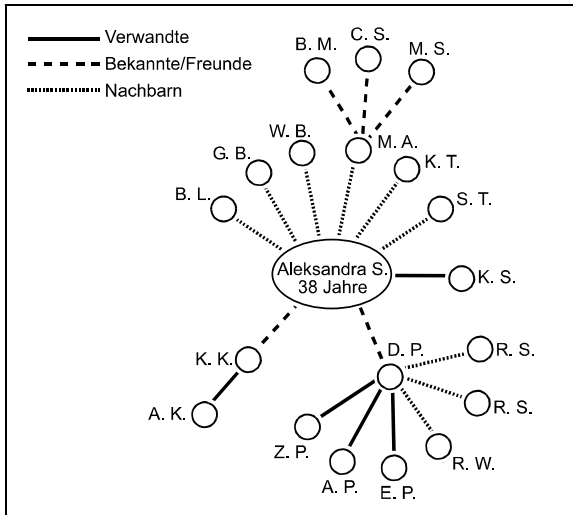 Verwandte
Bekannte/Freunde
Nachbarn
B. M.
C. S.
M. S.
W. B.
M. A.
G. B.
K. T.
B. L.
S. T.
Aleksandra S.
38 Jahre
K. S.
K. K.
D. P.
R. S.
A. K.
R. S.
Z. P.
R. W.
A. P.
E. P.